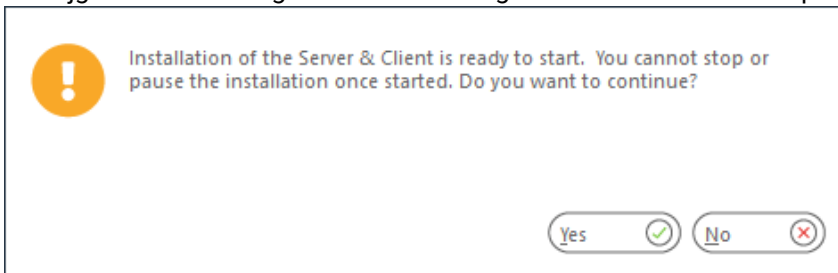 Installation of the Server & Client is ready to start.  You cannot stop or
pause the installation once started. Do you want to continue?
Yes
No